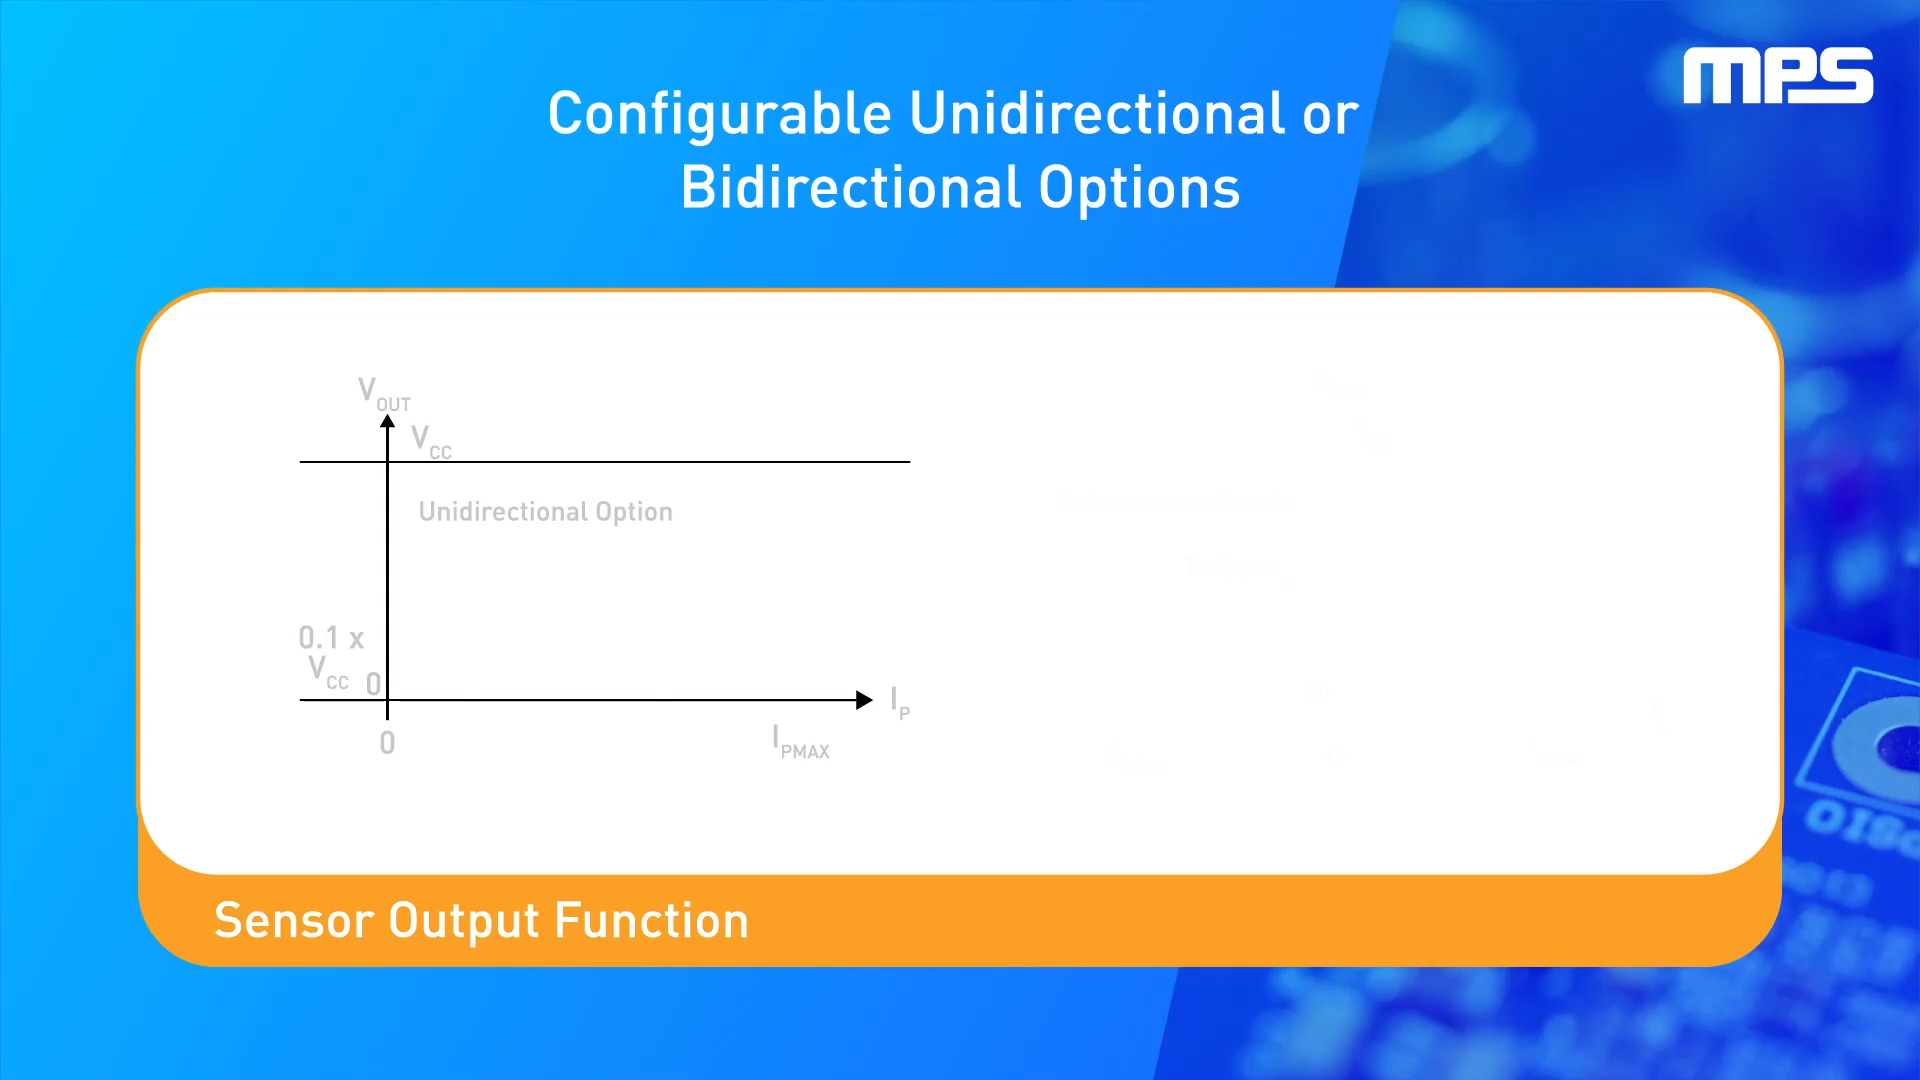 mps
Configurable Unidirectional or
Bidirectional Options
VOUT
VCC
Unidirectional Option
0.1 x
VCC
0
IP
0
IPMAX
Sensor Output Function